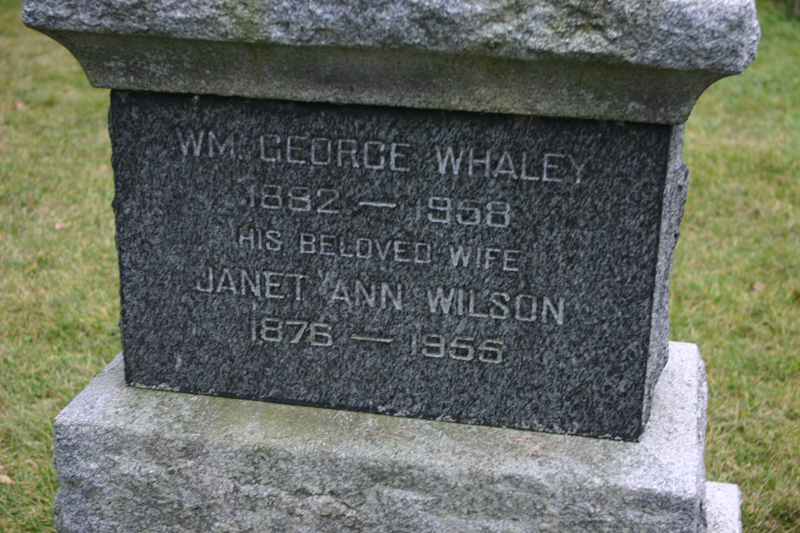 WM. GEORGE WHALEY
1882 — 1958
HIS BELOVED WIFE
JANET ANN WILSON
1876 — 1956